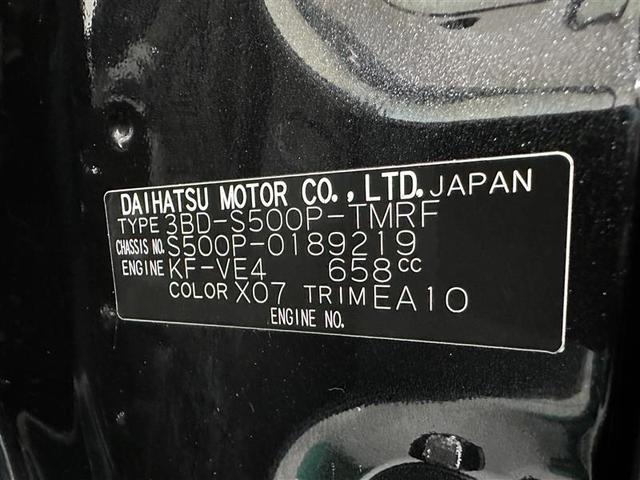 DAIHATSU MOTOR CO., LTD. JAPAN
TYPE 3BD-S500P-TMRF
CHASSIS NO. S500P-0189219
ENGINE KF-VE4 658cc
COLOR X07 TRIM EA10
ENGINE NO.